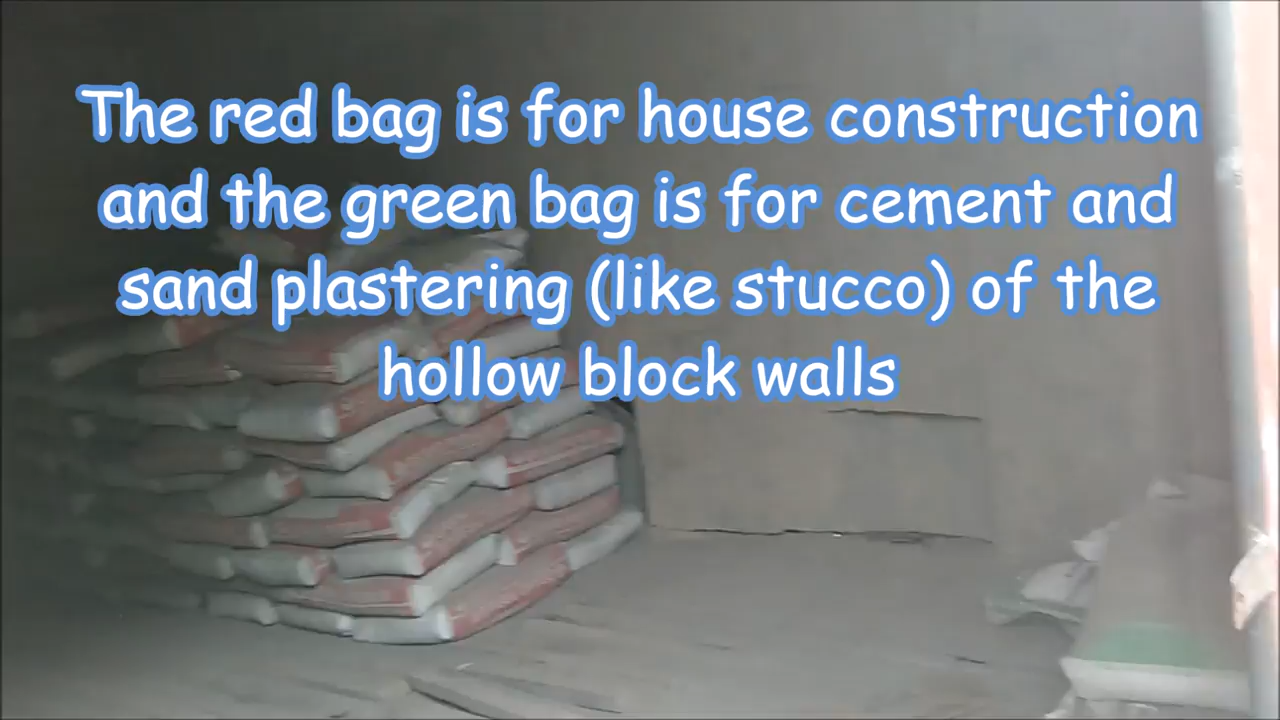 The red bag is for house construction
and the green bag is for cement and
sand plastering (like stucco) of the
hollow block walls